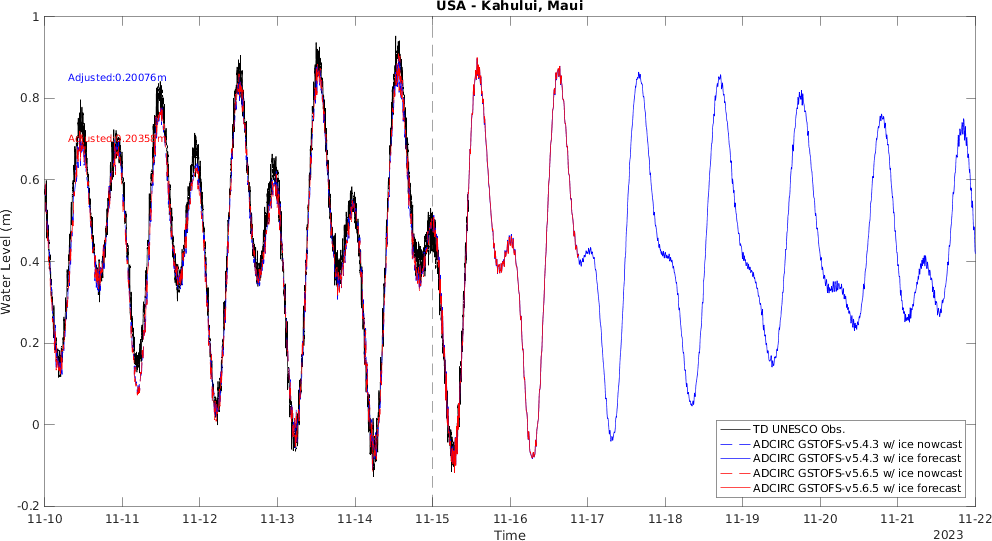 USA - Kahului, Maui
Water Level (m)
1
0.8
0.6
0.4
0.2
0
-0.2
Adjusted:0.20076m
Adjusted:0.20358m
TD UNESCO Obs.
ADCIRC GSTOFS-v5.4.3 w/ ice nowcast
ADCIRC GSTOFS-v5.4.3 w/ ice forecast
ADCIRC GSTOFS-v5.6.5 w/ ice nowcast
ADCIRC GSTOFS-v5.6.5 w/ ice forecast
11-10 11-11 11-12 11-13 11-14 11-15 11-16 11-17 11-18 11-19 11-20 11-21 11-22
Time
2023